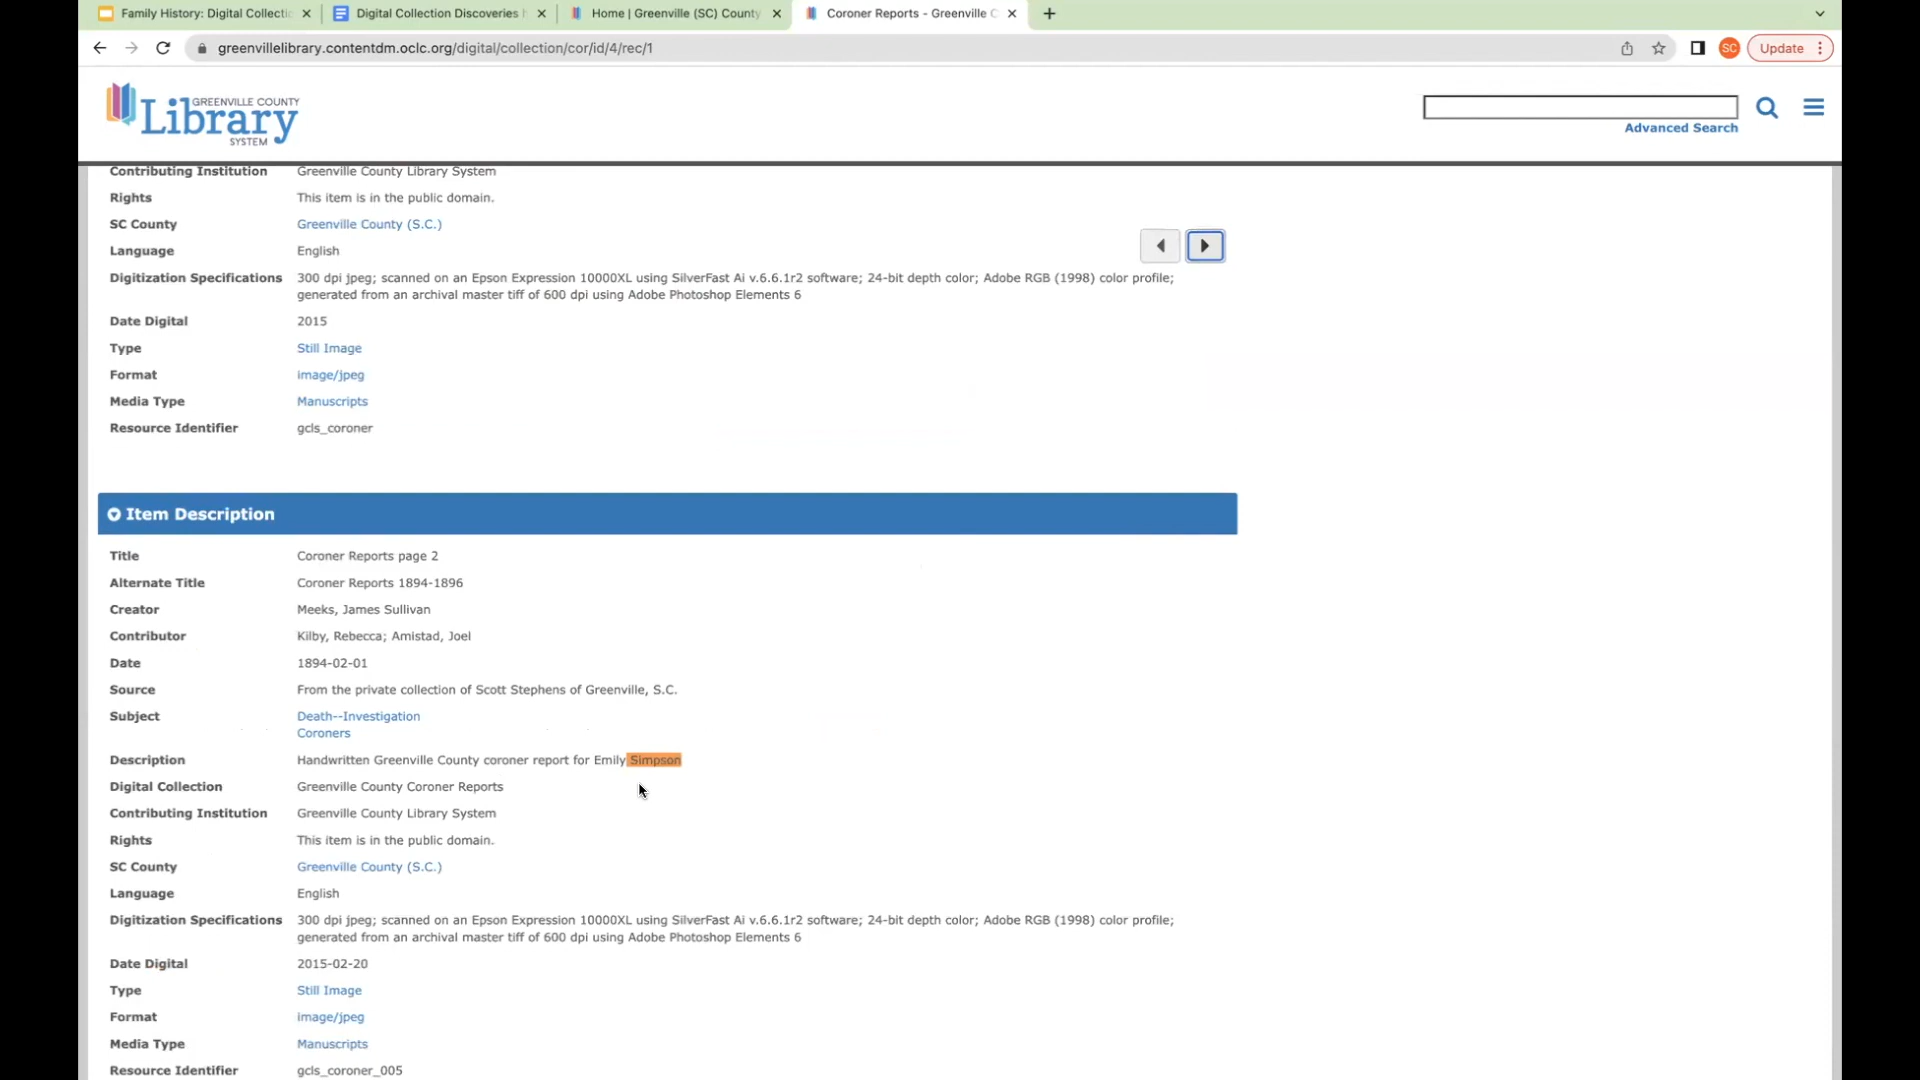 Family History: Digital Collectic
Digital Collection Discoveries h
Home | Greenville (SC) County
Coroner Reports - Greenville C
greenvillelibrary.contentdm.oclc.org/digital/collection/cor/id/4/rec/1
SC
Update
GREENVILLE COUNTY
Library
SYSTEM
Advanced Search
Contributing Institution Greenville County Library System
Rights This item is in the public domain.
SC County Greenville County (S.C.)
Language English
Digitization Specifications 300 dpi jpeg; scanned on an Epson Expression 10000XL using SilverFast Ai v.6.6.1r2 software; 24-bit depth color; Adobe RGB (1998) color profile;
generated from an archival master tiff of 600 dpi using Adobe Photoshop Elements 6
Date Digital 2015
Type Still Image
Format image/jpeg
Media Type Manuscripts
Resource Identifier gcls_coroner
Item Description
Title Coroner Reports page 2
Alternate Title Coroner Reports 1894-1896
Creator Meeks, James Sullivan
Contributor Kilby, Rebecca; Amistad, Joel
Date 1894-02-01
Source From the private collection of Scott Stephens of Greenville, S.C.
Subject Death--Investigation
Coroners
Description Handwritten Greenville County coroner report for Emily Simpson
Digital Collection Greenville County Coroner Reports
Contributing Institution Greenville County Library System
Rights This item is in the public domain.
SC County Greenville County (S.C.)
Language English
Digitization Specifications 300 dpi jpeg; scanned on an Epson Expression 10000XL using SilverFast Ai v.6.6.1r2 software; 24-bit depth color; Adobe RGB (1998) color profile;
generated from an archival master tiff of 600 dpi using Adobe Photoshop Elements 6
Date Digital 2015-02-20
Type Still Image
Format image/jpeg
Media Type Manuscripts
Resource Identifier gcls_coroner_005